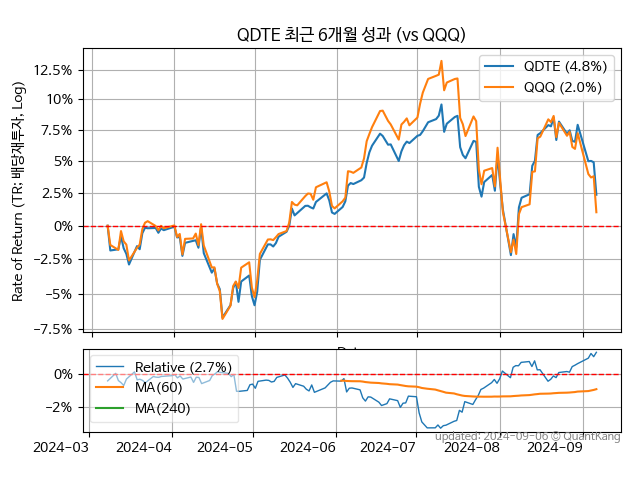 QDTE 최근 6개월 성과 (vs QQQ)
Rate of Return (TR: 배당재투자, Log)
12.5%
10%
7.5%
5%
2.5%
0%
−2.5%
−5%
−7.5%
QDTE (4.8%)
QQQ (2.0%)
0%
−2%
Relative (2.7%)
MA(60)
MA(240)
updated: 2024-09-06 © QuantKang
2024−03 2024−04 2024−05 2024−06 2024−07 2024−08 2024−09